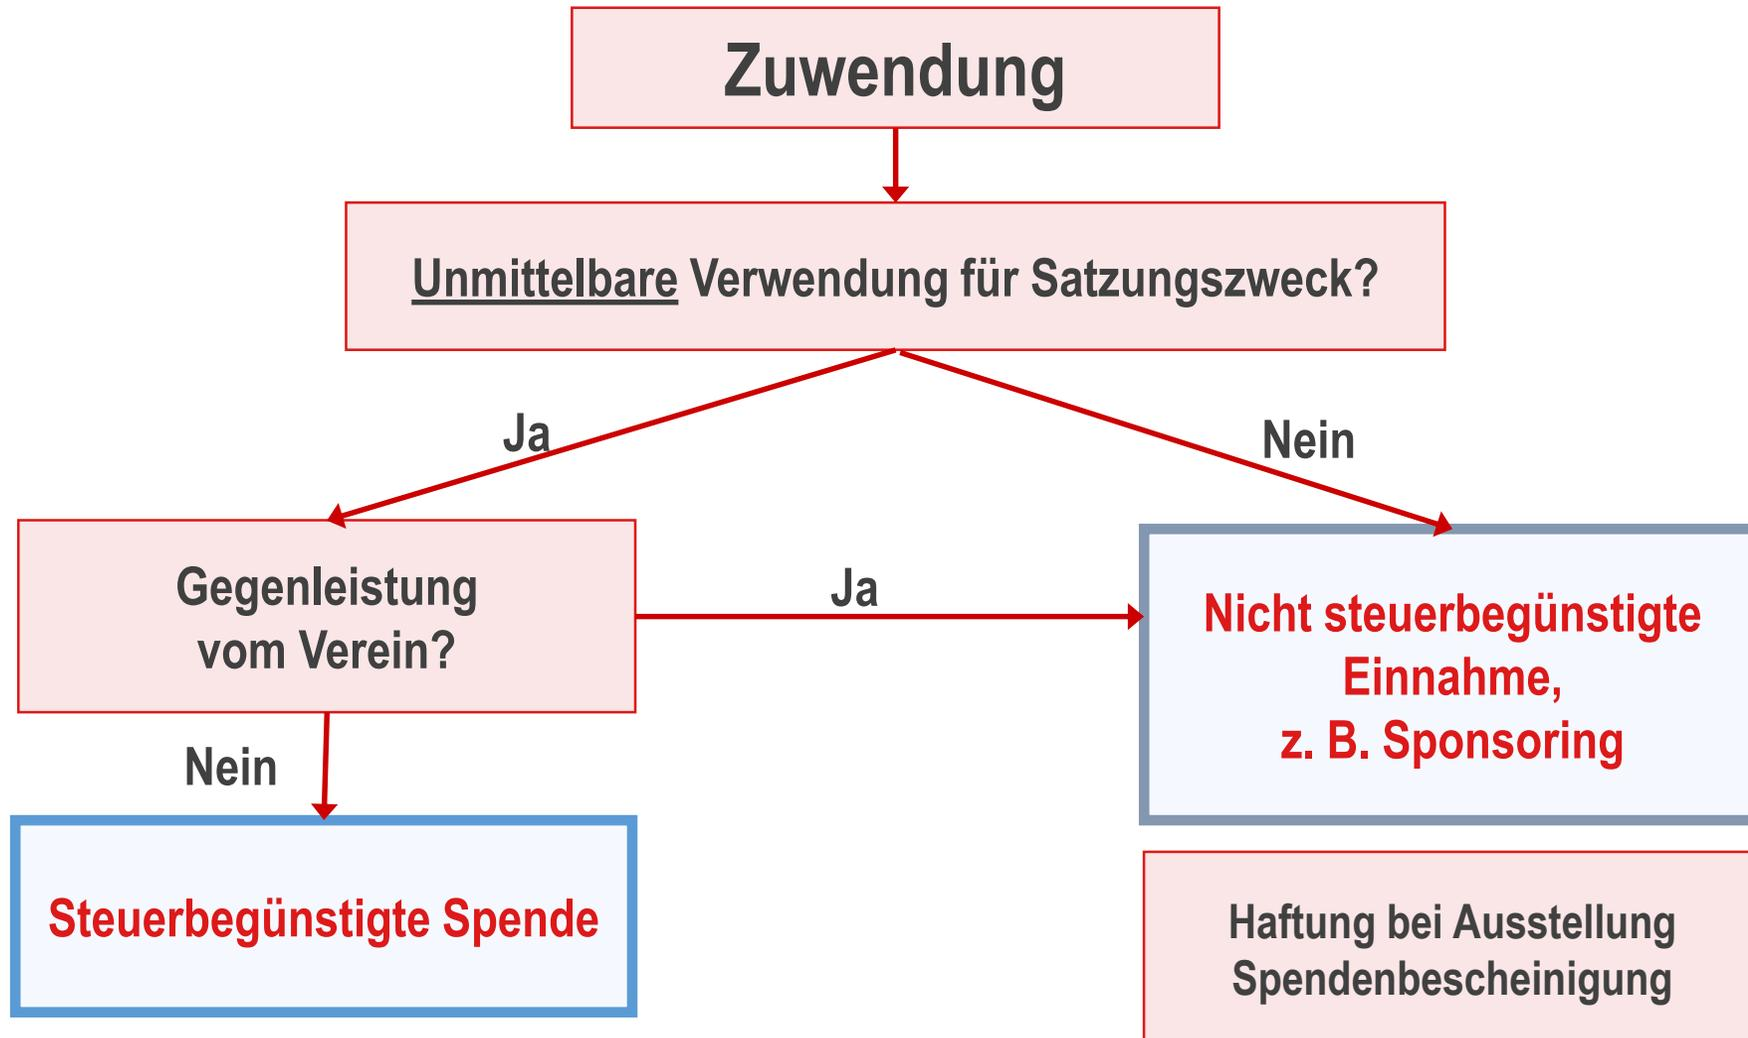 Zuwendung
Unmittelbare Verwendung für Satzungszweck?
Ja
Nein
Gegenleistung
vom Verein?
Ja
Nicht steuerbegünstigte
Einnahme,
z. B. Sponsoring
Nein
Steuerbegünstigte Spende
Haftung bei Ausstellung
Spendenbescheinigung